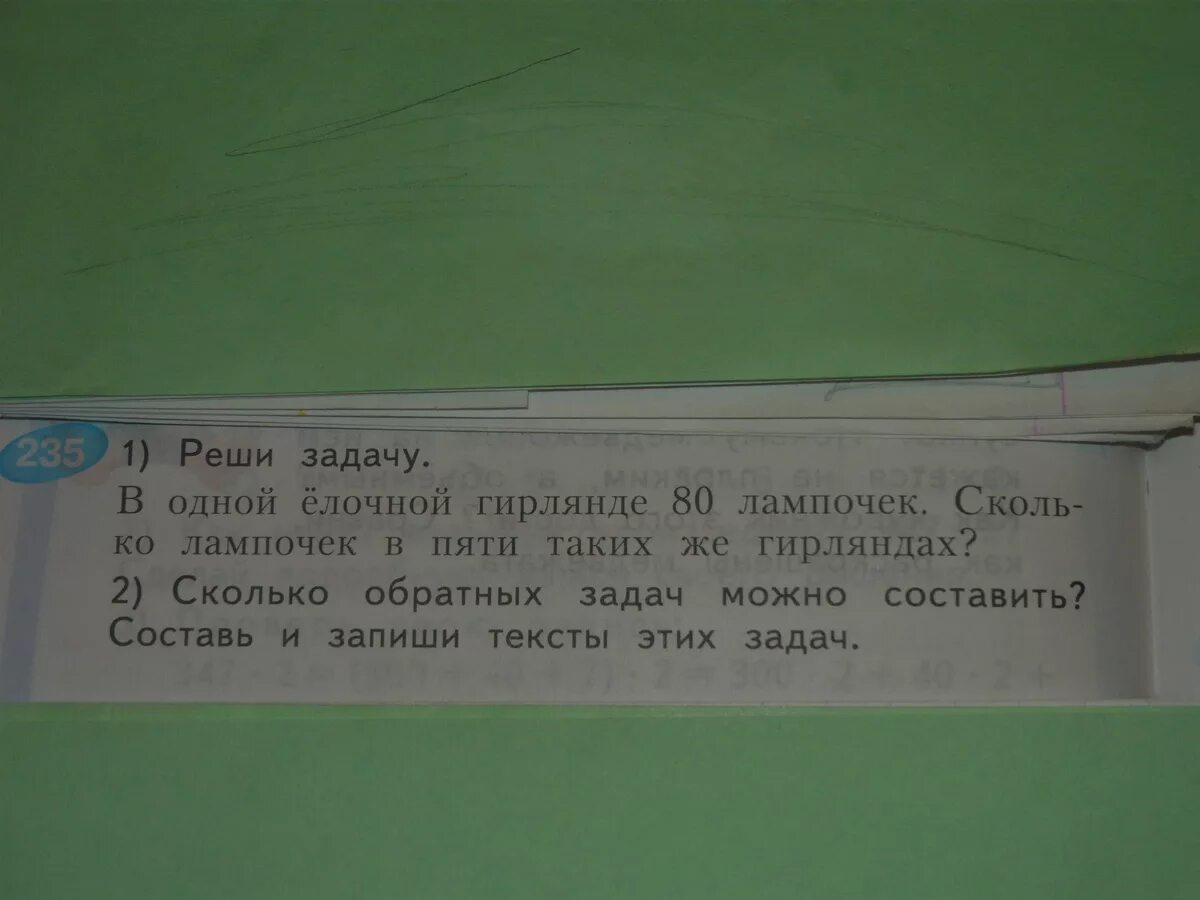 235 1) Реши задачу.
В одной ёлочной гирлянде 80 лампочек. Сколь-
ко лампочек в пяти таких же гирляндах?
2) Сколько обратных задач можно составить?
Составь и запиши тексты этих задач.